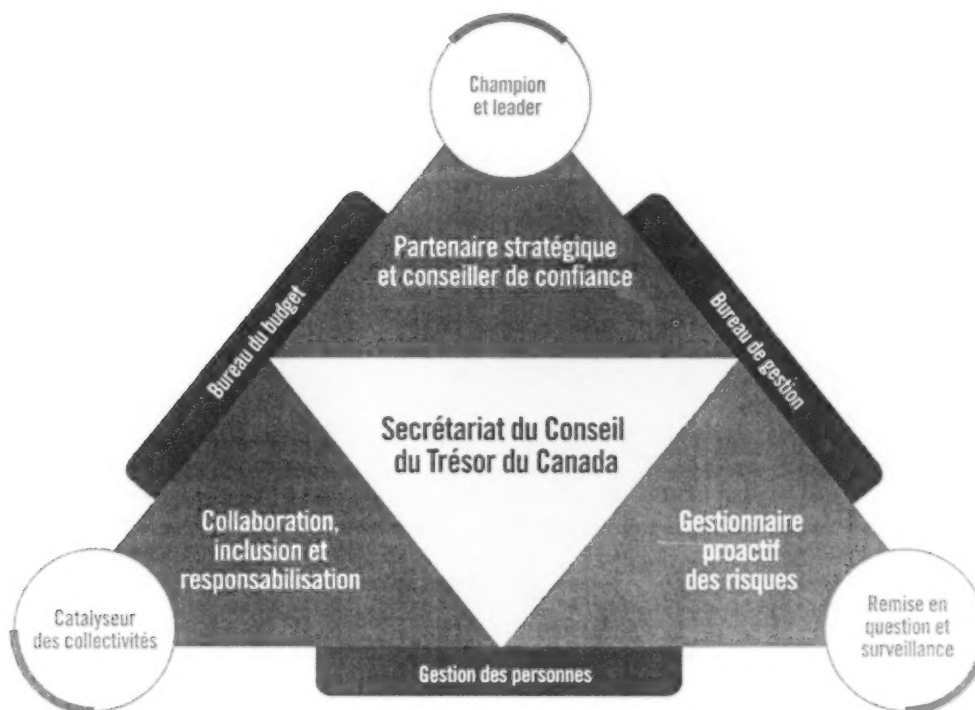 Champion
et leader
Partenaire stratégique
et conseiller de confiance
Bureau du budget
Bureau de gestion
Secrétariat du Conseil
du Trésor du Canada
Collaboration,
inclusion et
responsabilisation
Gestionnaire
proactif
des risques
Catalyseur
des collectivités
Remise en
question et
surveillance
Gestion des personnes